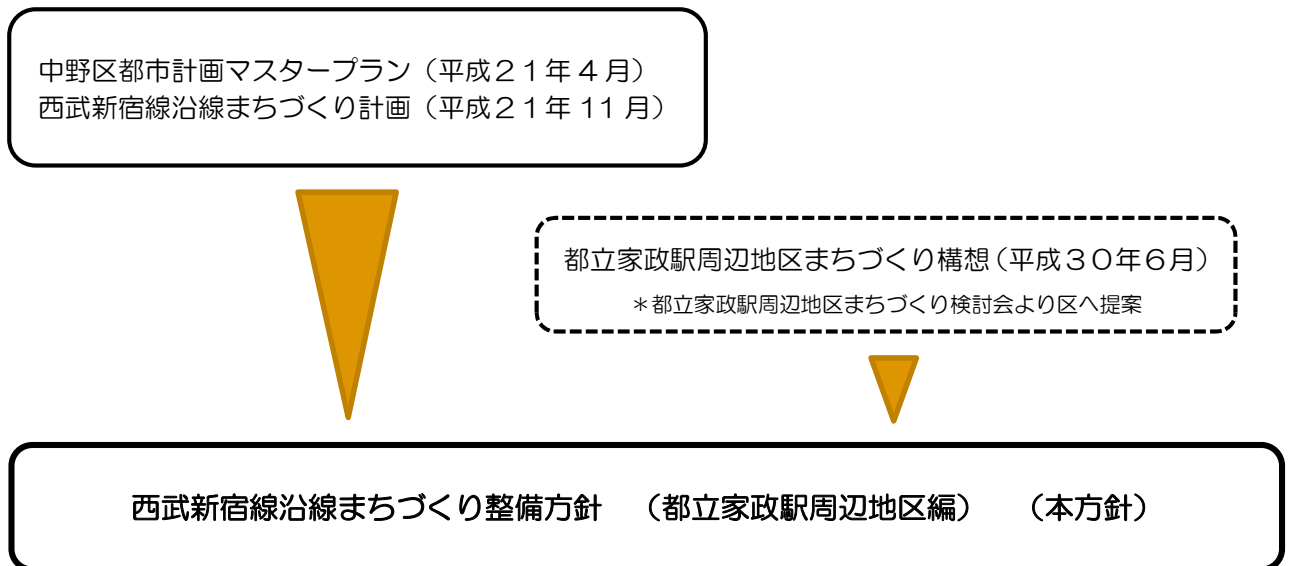 中野区都市計画マスタープラン（平成２１年４月）
西武新宿線沿線まちづくり計画（平成２１年 11 月）
都立家政駅周辺地区まちづくり構想（平成３０年６月）
＊都立家政駅周辺地区まちづくり検討会より区へ提案
西武新宿線沿線まちづくり整備方針　（都立家政駅周辺地区編）　（本方針）